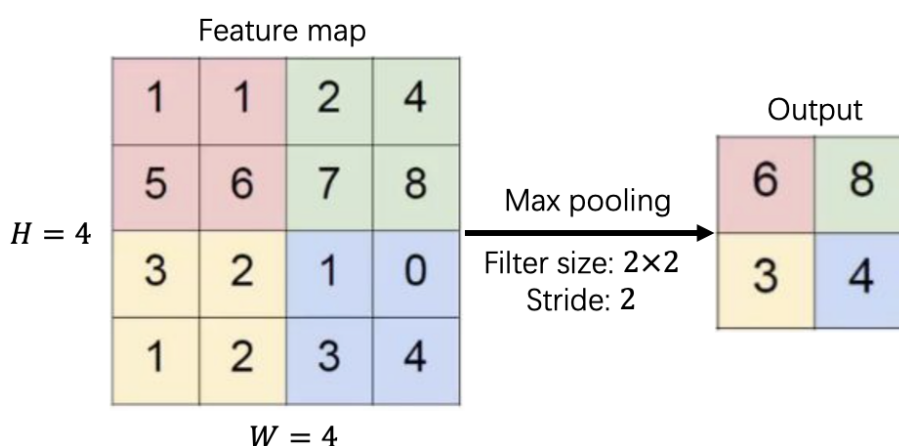 Feature map
1 1 2 4
5 6 7 8
3 2 1 0
1 2 3 4
H = 4
W = 4
Max pooling
Filter size: 2×2
Stride: 2
Output
6 8
3 4